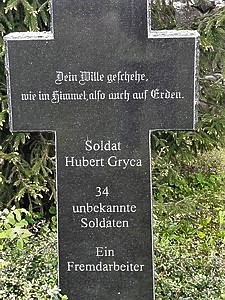 Dein Wille geschehe,
wie im Himmel, also auch auf Erden.
Soldat
Hubert Gryca
34
unbekannte
Soldaten
Ein
Fremdarbeiter